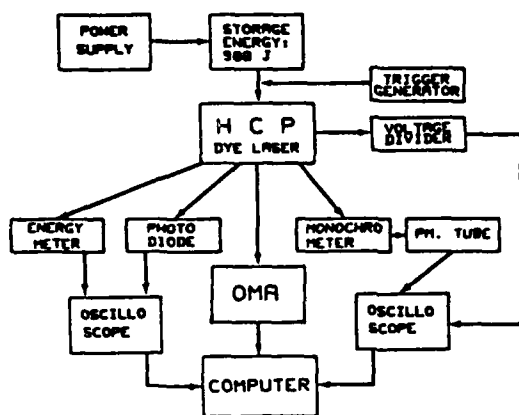 POWER
SUPPLY
STORAGE
ENERGY:
900 J
TRIGGER
GENERATOR
H C P
DYE LASER
VOLTAGE
DIVIDER
ENERGY
METER
PHOTO
DIODE
MONOCHRO
METER
PM. TUBE
OMA
OSCILLO
SCOPE
OSCILLO
SCOPE
COMPUTER